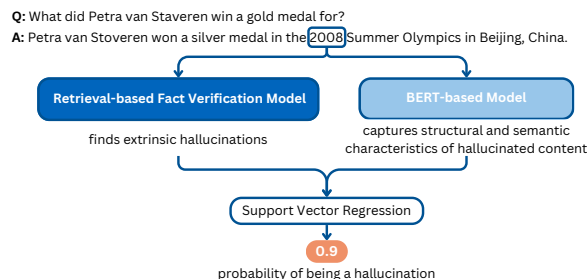 Q: What did Petra van Staveren win a gold medal for?
A: Petra van Stoveren won a silver medal in the 2008 Summer Olympics in Beijing, China.
Retrieval-based Fact Verification Model
BERT-based Model
finds extrinsic hallucinations
captures structural and semantic
characteristics of hallucinated content
Support Vector Regression
0.9
probability of being a hallucination